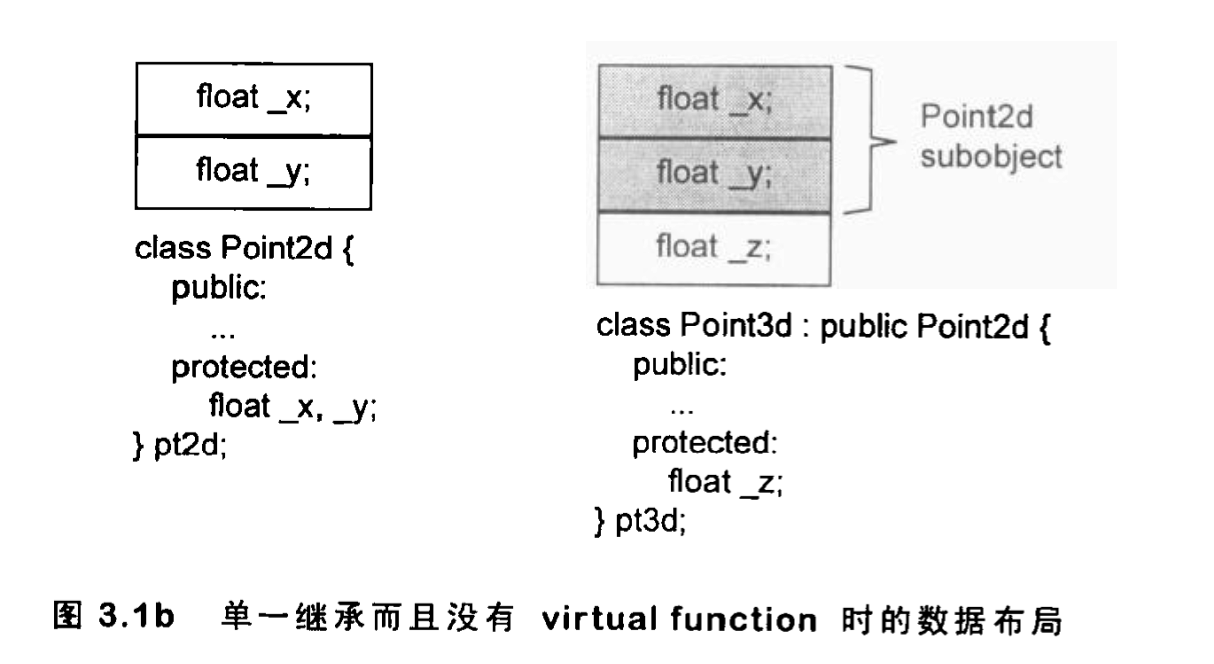 float _x;
float _y;
class Point2d {
public:
...
protected:
float _x, _y;
} pt2d;
float _x;
float _y;
float _z;
Point2d
subobject
class Point3d : public Point2d {
public:
...
protected:
float _z;
} pt3d;
图 3.1b 单一继承而且没有 virtual function 时的数据布局